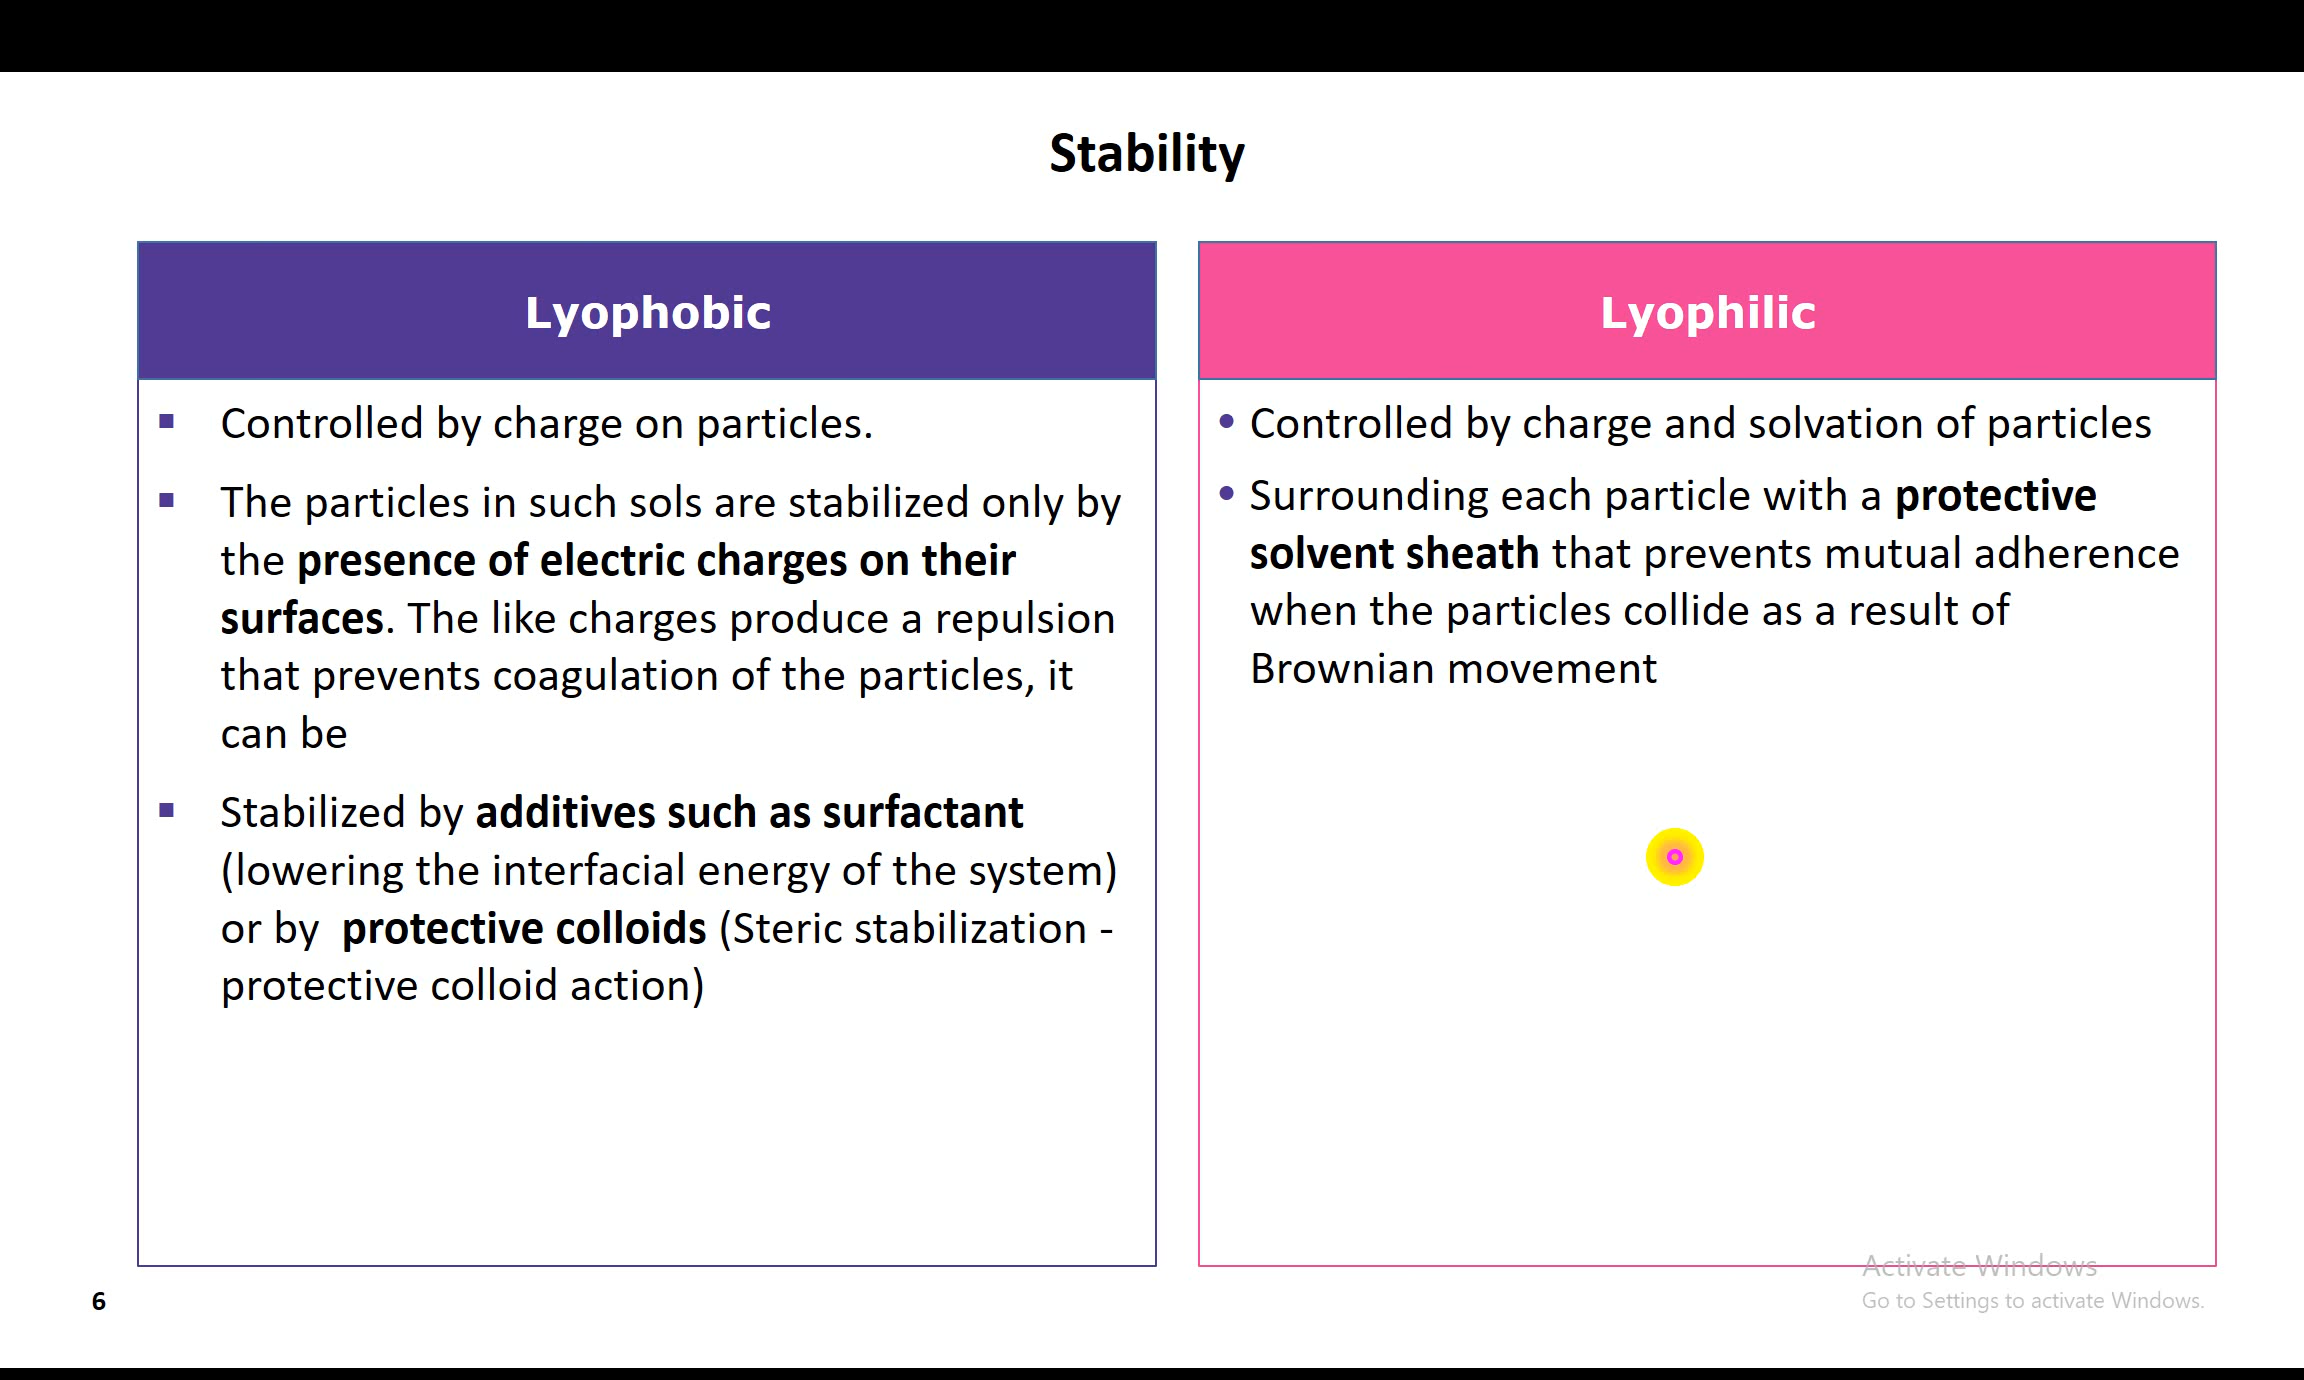 Stability
Lyophobic
▪ Controlled by charge on particles.
▪ The particles in such sols are stabilized only by
the presence of electric charges on their
surfaces. The like charges produce a repulsion
that prevents coagulation of the particles, it
can be
▪ Stabilized by additives such as surfactant
(lowering the interfacial energy of the system)
or by protective colloids (Steric stabilization -
protective colloid action)
Lyophilic
• Controlled by charge and solvation of particles
• Surrounding each particle with a protective
solvent sheath that prevents mutual adherence
when the particles collide as a result of
Brownian movement
6
Activate Windows
Go to Settings to activate Windows.